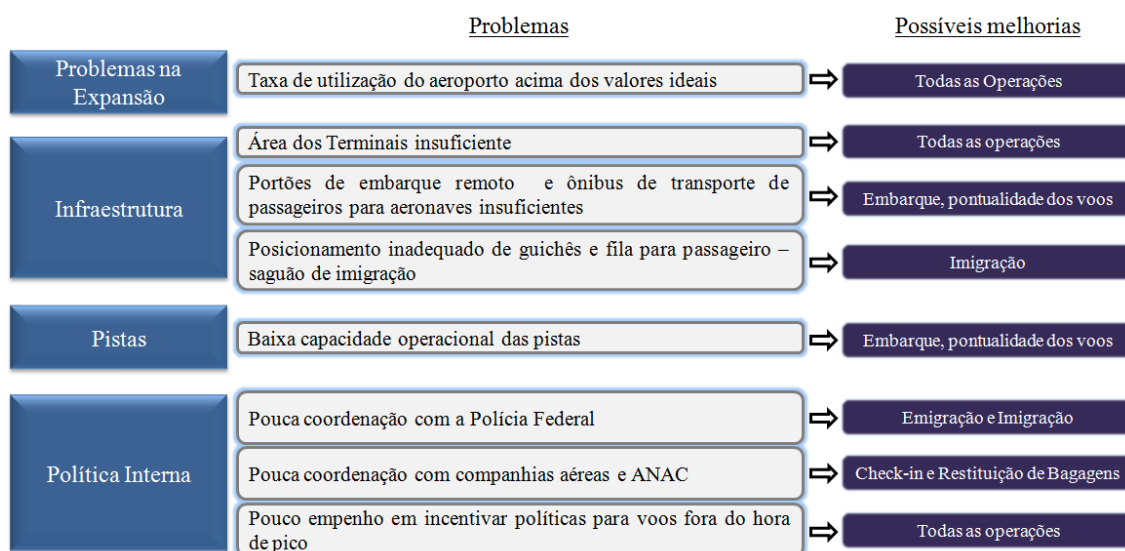 Problemas
Possíveis melhorias
Problemas na
Expansão
Taxa de utilização do aeroporto acima dos valores ideais
Todas as Operações
Infraestrutura
Área dos Terminais insuficiente
Todas as operações
Portões de embarque remoto e ônibus de transporte de
passageiros para aeronaves insuficientes
Embarque, pontualidade dos voos
Posicionamento inadequado de guichês e fila para passageiro –
saguão de imigração
Imigração
Pistas
Baixa capacidade operacional das pistas
Embarque, pontualidade dos voos
Política Interna
Pouca coordenação com a Polícia Federal
Emigração e Imigração
Pouca coordenação com companhias aéreas e ANAC
Check-in e Restituição de Bagagens
Pouco empenho em incentivar políticas para voos fora do hora
de pico
Todas as operações